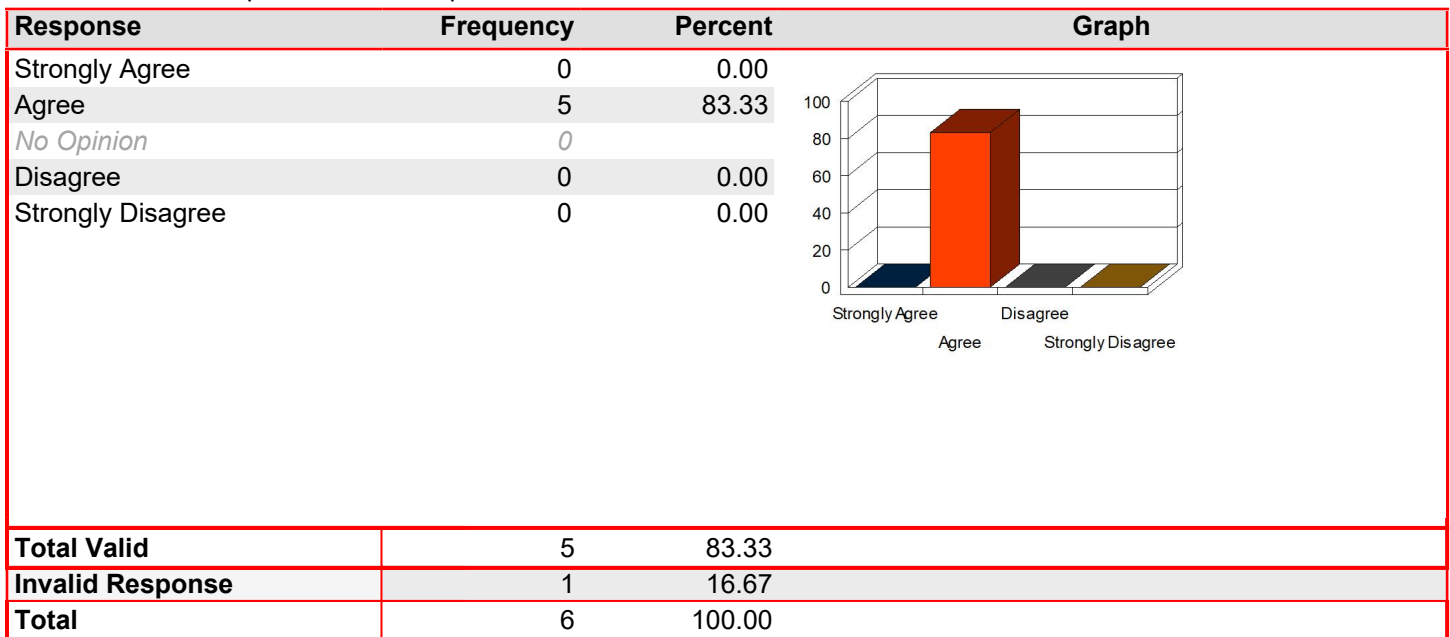 Response Frequency Percent Graph
Strongly Agree 0 0.00
Agree 5 83.33
No Opinion 0
Disagree 0 0.00
Strongly Disagree 0 0.00
100
80
60
40
20
0
Strongly Agree Disagree
Agree Strongly Disagree
Total Valid 5 83.33
Invalid Response 1 16.67
Total 6 100.00